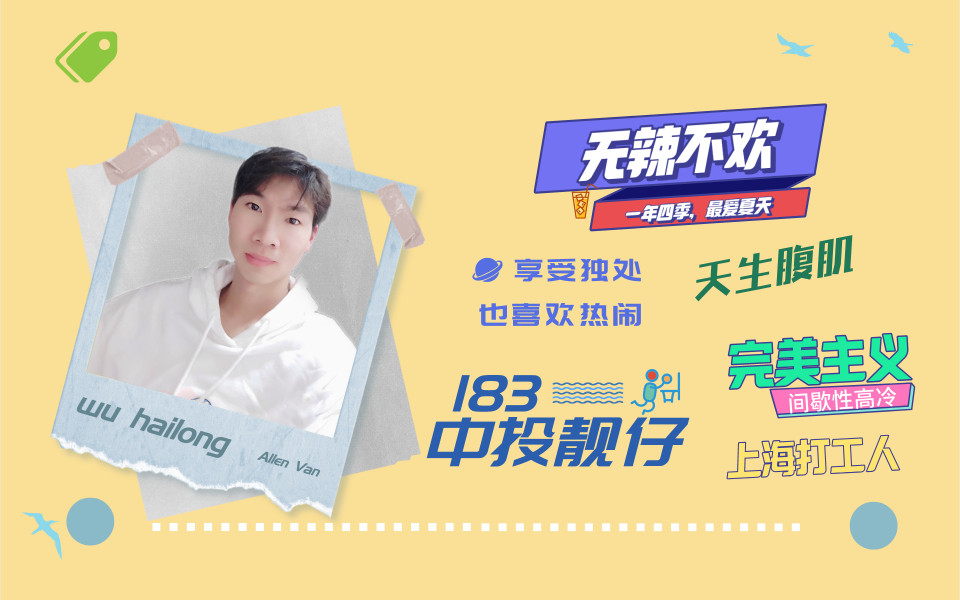 无辣不欢
一年四季，最爱夏天
享受独处
也喜欢热闹
天生腹肌
183
中投靓仔
完美主义
间歇性高冷
上海打工人
wu hailong
Allen Van